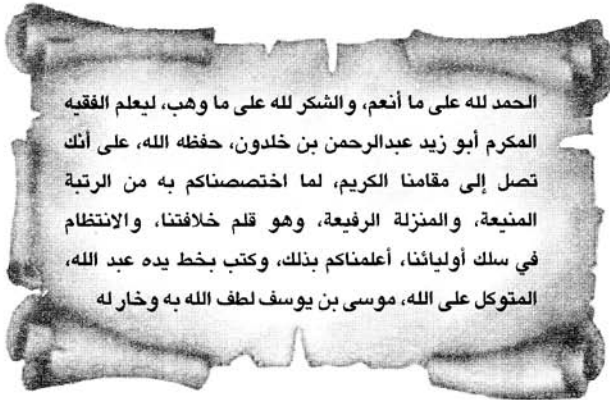 الحمد لله على ما أنعم، والشكر لله على ما وهب، ليعلم الفقيه
المكرم أبو زيد عبدالرحمن بن خلدون، حفظه الله، على أنك
تصل إلى مقامنا الكريم، لما اختصصناكم به من الرتبة
المنيعة، والمنزلة الرفيعة، وهو قلم خلافتنا، والانتظام
في سلك أوليائنا، أعلمناكم بذلك، وكتب بخط يده عبد الله،
المتوكل على الله، موسى بن يوسف لطف الله به وخار له